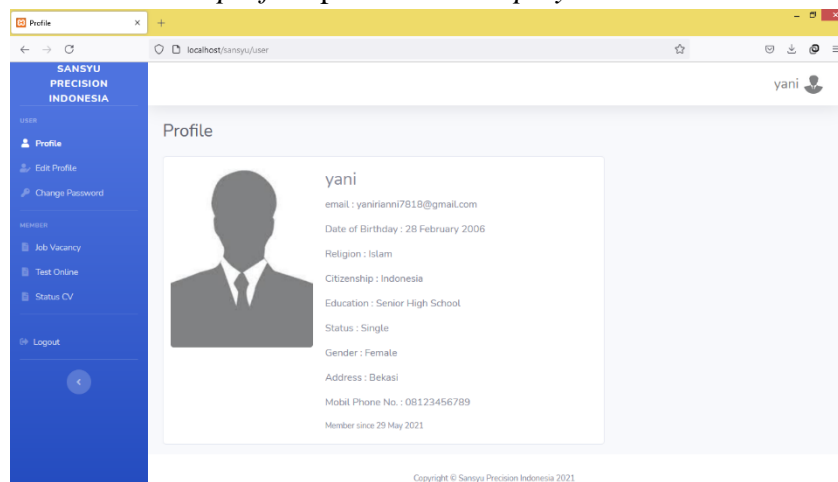 Profile
localhost/sansyu/user
SANSYU
PRECISION
INDONESIA
yani
USER
Profile
Profile
Edit Profile
Change Password
MEMBER
Job Vacancy
Test Online
Status CV
Logout
yani
email : yanirianni7818@gmail.com
Date of Birthday : 28 February 2006
Religion : Islam
Citizenship : Indonesia
Education : Senior High School
Status : Single
Gender : Female
Address : Bekasi
Mobil Phone No. : 08123456789
Member since 29 May 2021
Copyright © Sansyu Precision Indonesia 2021